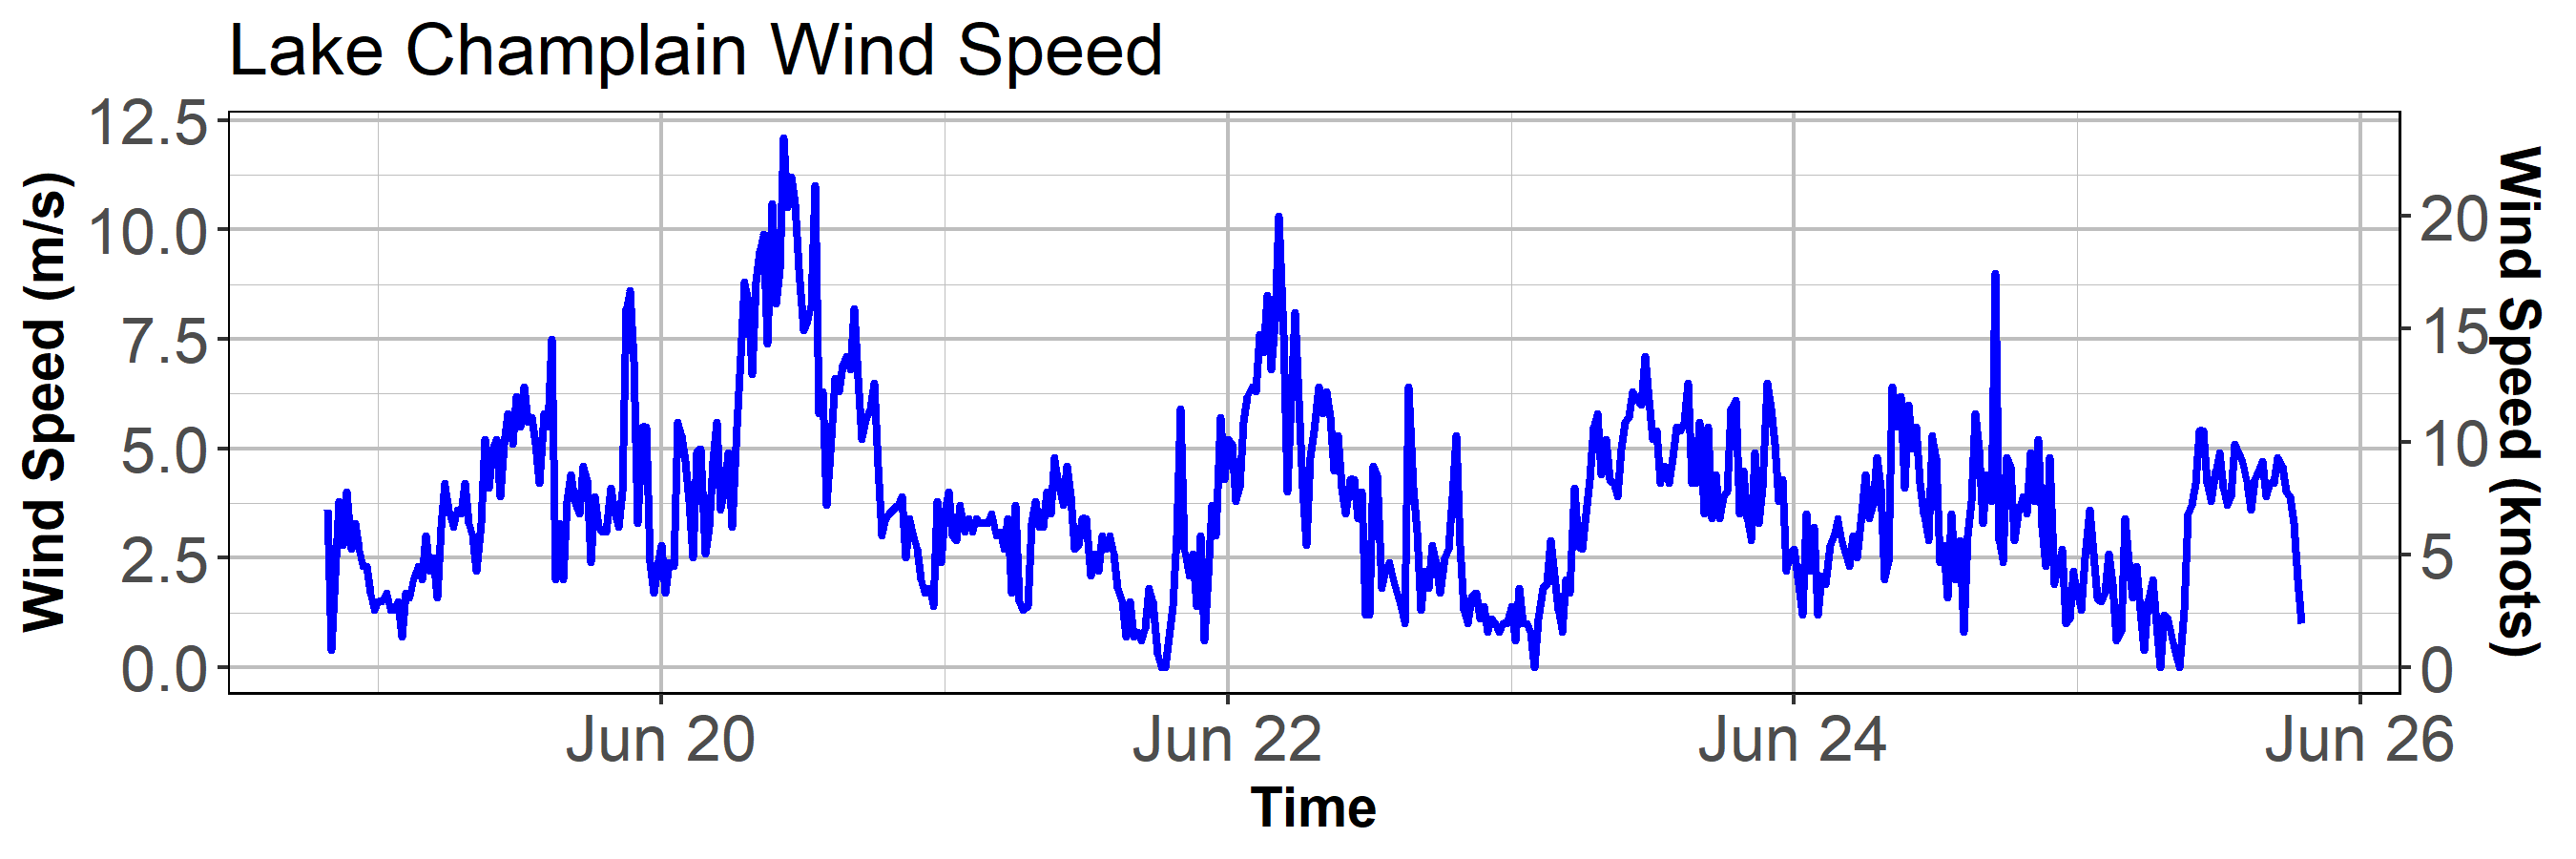 Lake Champlain Wind Speed
Wind Speed (m/s)
12.5
10.0
7.5
5.0
2.5
0.0
Wind Speed (knots)
20
15
10
5
0
Jun 20
Jun 22
Jun 24
Jun 26
Time